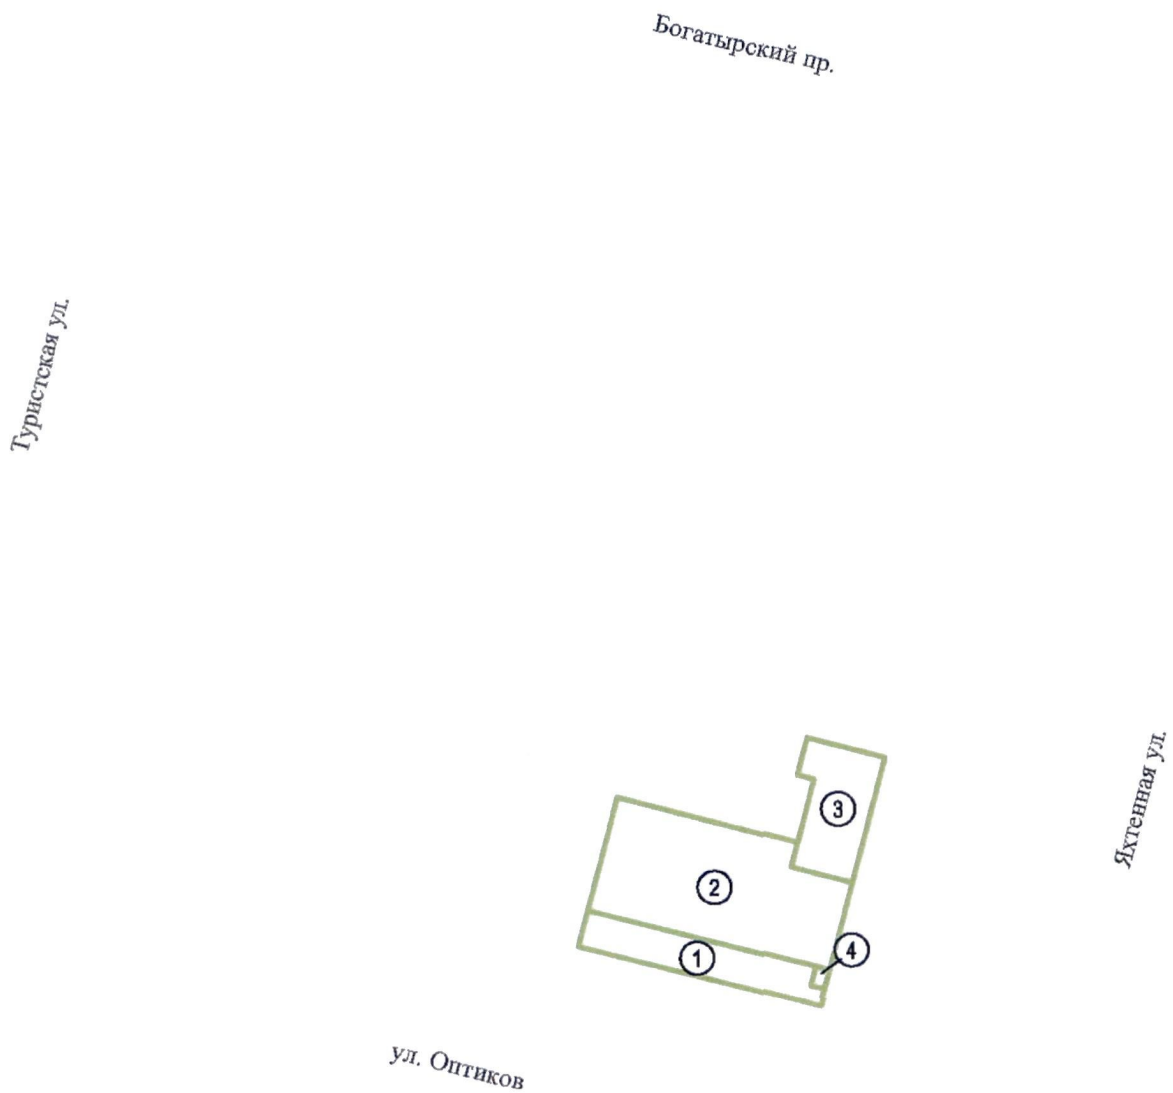 Богатырский пр.
Туристская ул.
Яхтенная ул.
3
2
4
1
ул. Оптиков